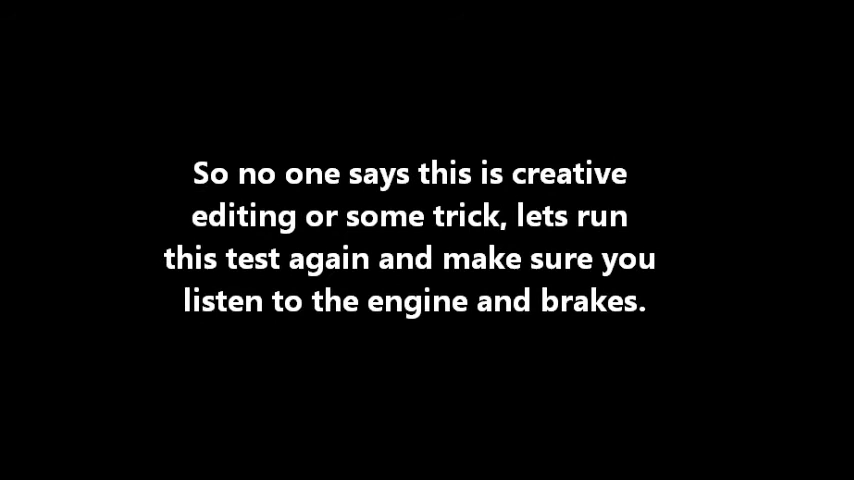 So no one says this is creative
editing or some trick, lets run
this test again and make sure you
listen to the engine and brakes.